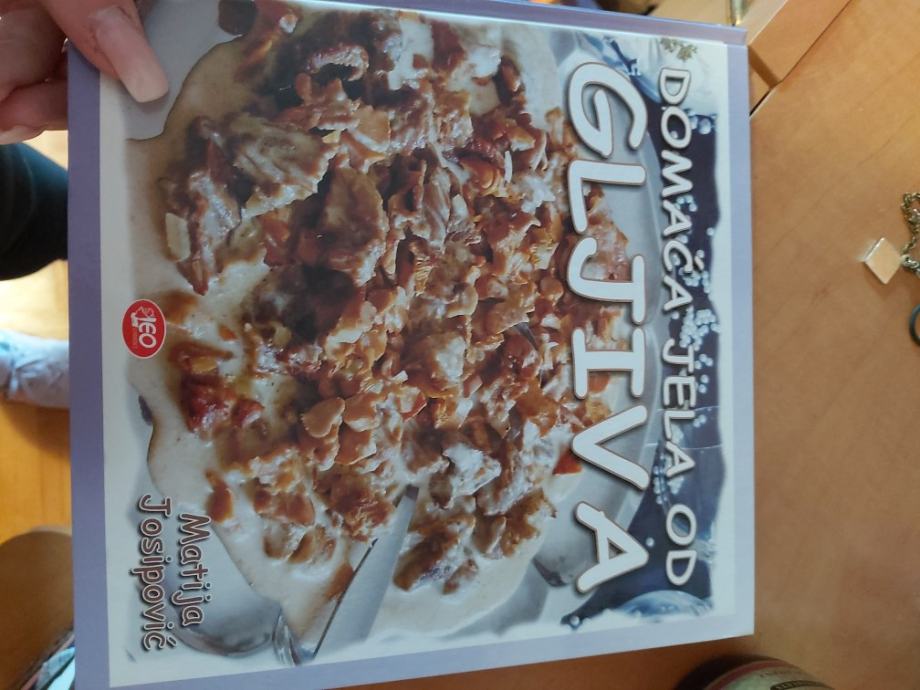 DOMAĆA JELA OD
GLJIVA
LEO
Matija
Josipović